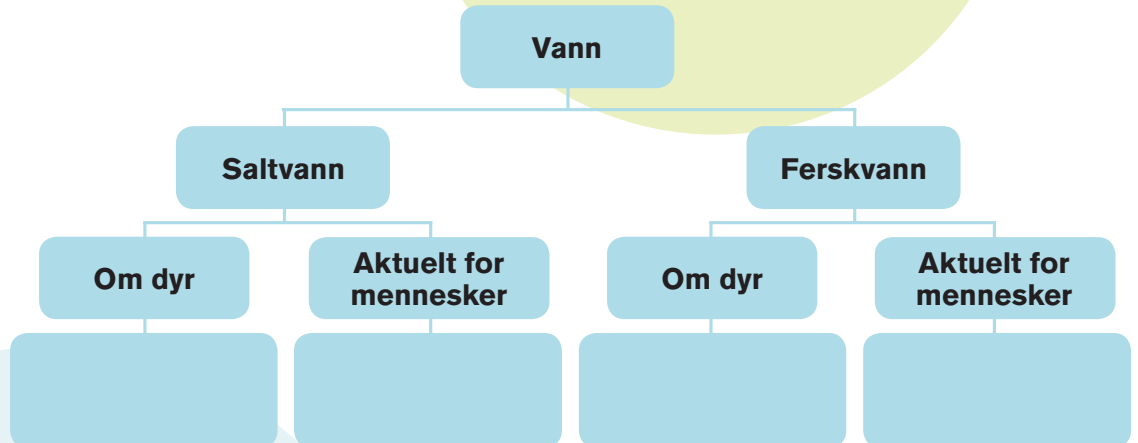 Vann
Saltvann
Ferskvann
Om dyr
Aktuelt for
mennesker
Om dyr
Aktuelt for
mennesker